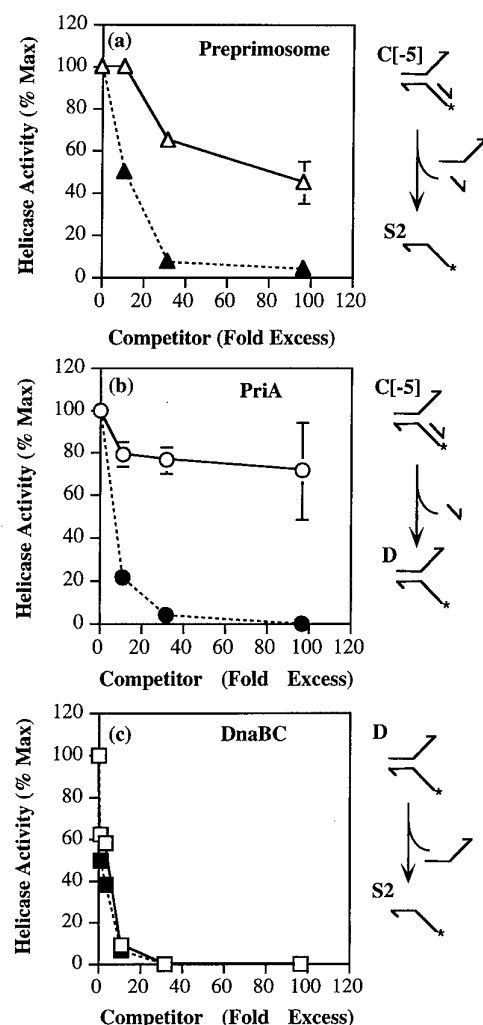 (a) Preprimosome
Helicase Activity (% Max)
120
100
80
60
40
20
0
0 20 40 60 80 100 120
Competitor (Fold Excess)
C[-5]
*
S2
*
(b) PriA
Helicase Activity (% Max)
120
100
80
60
40
20
0
0 20 40 60 80 100 120
Competitor (Fold Excess)
C[-5]
*
D
*
(c) DnaBC
Helicase Activity (% Max)
120
100
80
60
40
20
0
0 20 40 60 80 100 120
Competitor (Fold Excess)
D
*
S2
*